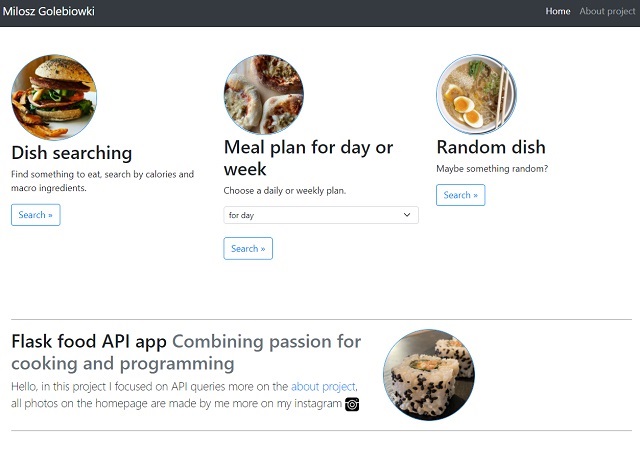 Milosz Golebiowki
Home About project
Dish searching
Find something to eat, search by calories and
macro ingredients.
Search »
Meal plan for day or
week
Choose a daily or weekly plan.
for day
Search »
Random dish
Maybe something random?
Search »
Flask food API app Combining passion for
cooking and programming
Hello, in this project I focused on API queries more on the about project,
all photos on the homepage are made by me more on my instagram